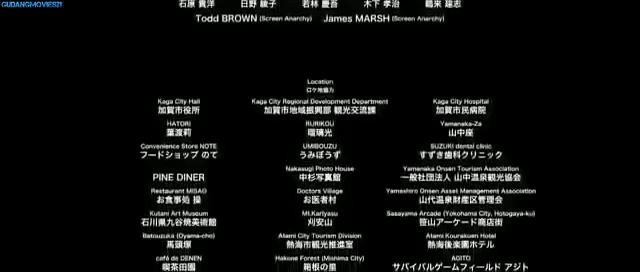 GUDANGMOVIES21
石原 貴洋 日野 綾子 若林 慶吾 木下 孝治 鶴来 建志
Todd BROWN (Screen Anarchy) James MARSH (Screen Anarchy)
Location
ロケ地協力
Kaga City Hall Kaga City Regional Development Department Kaga City Hospital
加賀市役所 加賀市地域振興部 観光交流課 加賀市民病院
HATORI RURIKOU Yamanaka-Za
葉渡莉 瑠璃光 山中座
Convenience Store NOTE UMIBOUZU SUZUKI dental clinic
フードショップ のて うみぼうず すずき歯科クリニック
Nakasugi Photo House Yamanaka Onsen Tourism Association
PINE DINER 中杉写真館 一般社団法人 山中温泉観光協会
Restaurant MISAO Doctors Village Yamashiro Onsen Asset Management Association
お食事処 操 お医者村 山代温泉財産区管理会
Kutani Art Museum Mt.Kariyasu Sasayama Arcade (Yokohama City, Hotogaya-ku)
石川県九谷焼美術館 刈安山 笹山アーケード商店街
Batouzuka (Oyama-cho) Atami City Tourism Division Atami Kourakuen Hotel
馬頭塚 熱海市観光推進室 熱海後楽園ホテル
café de DENEN Hakone Forest (Mishima City) AGITO
喫茶田園 箱根の里 サバイバルゲームフィールド アジト